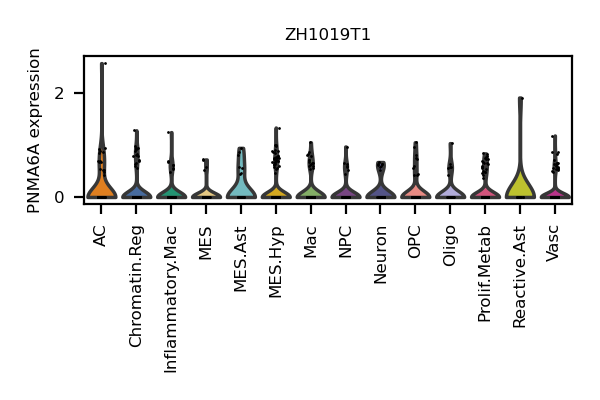 ZH1019T1
PNMA6A expression
2
0
AC
Chromatin.Reg
Inflammatory.Mac
MES
MES.Ast
MES.Hyp
Mac
NPC
Neuron
OPC
Oligo
Prolif.Metab
Reactive.Ast
Vasc